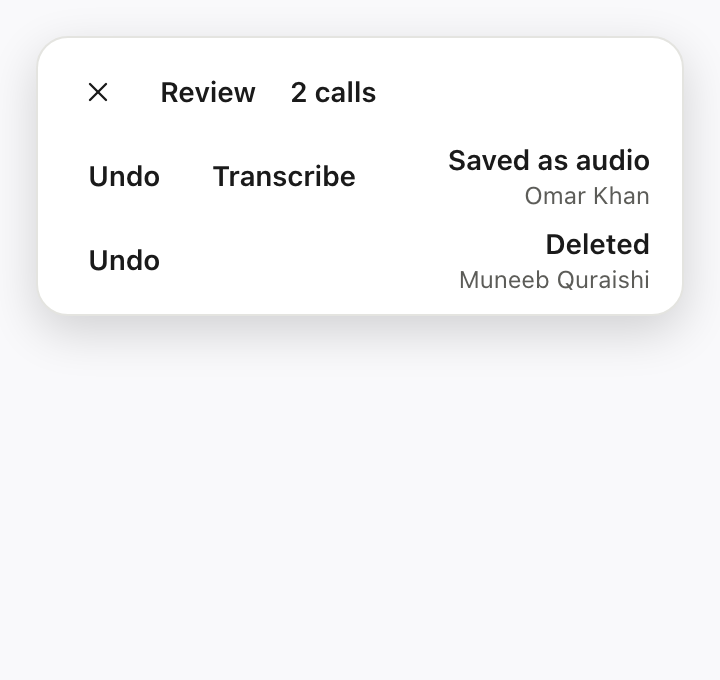 Review 2 calls
Undo Transcribe Saved as audio
Omar Khan
Undo Deleted
Muneeb Quraishi